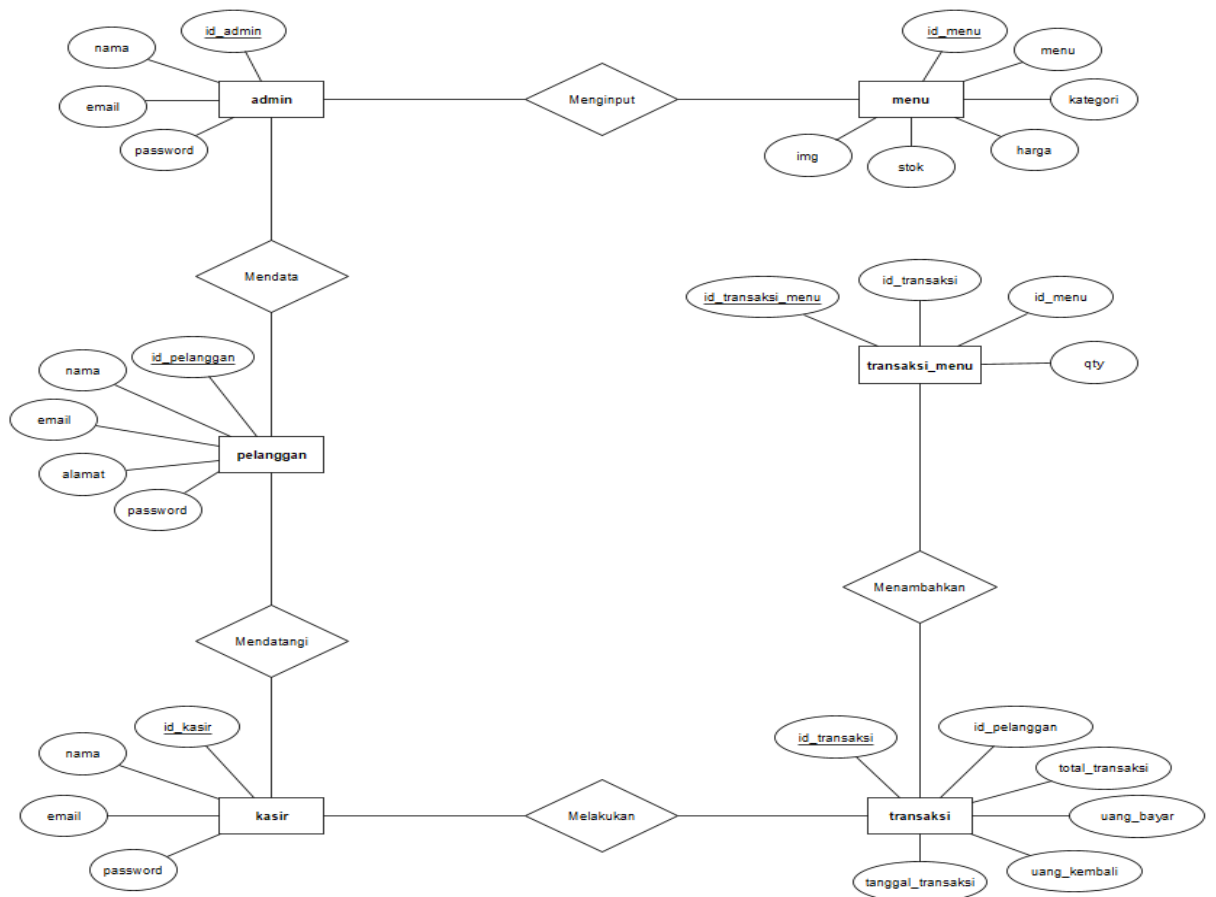 id_admin
nama
email
password
admin
Menginput
id_menu
menu
menu
kategori
harga
stok
img
Mendata
id_pelanggan
nama
email
alamat
password
pelanggan
id_transaksi_menu
id_transaksi
id_menu
qty
transaksi_menu
Mendatangi
Menambahkan
id_kasir
nama
email
password
kasir
Melakukan
id_transaksi
id_pelanggan
total_transaksi
uang_bayar
uang_kembali
tanggal_transaksi
transaksi